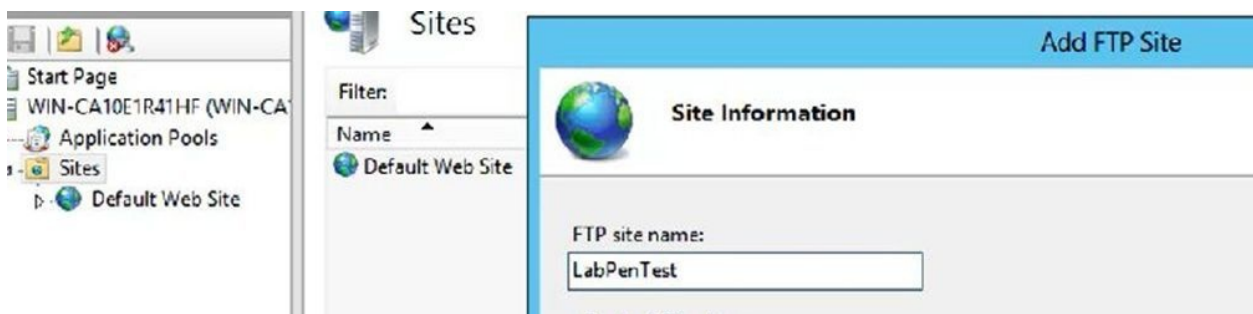 Start Page
WIN-CA10E1R41HF (WIN-CA1
Application Pools
Sites
Default Web Site
Sites
Filter:
Name
Default Web Site
Add FTP Site
Site Information
FTP site name:
LabPenTest